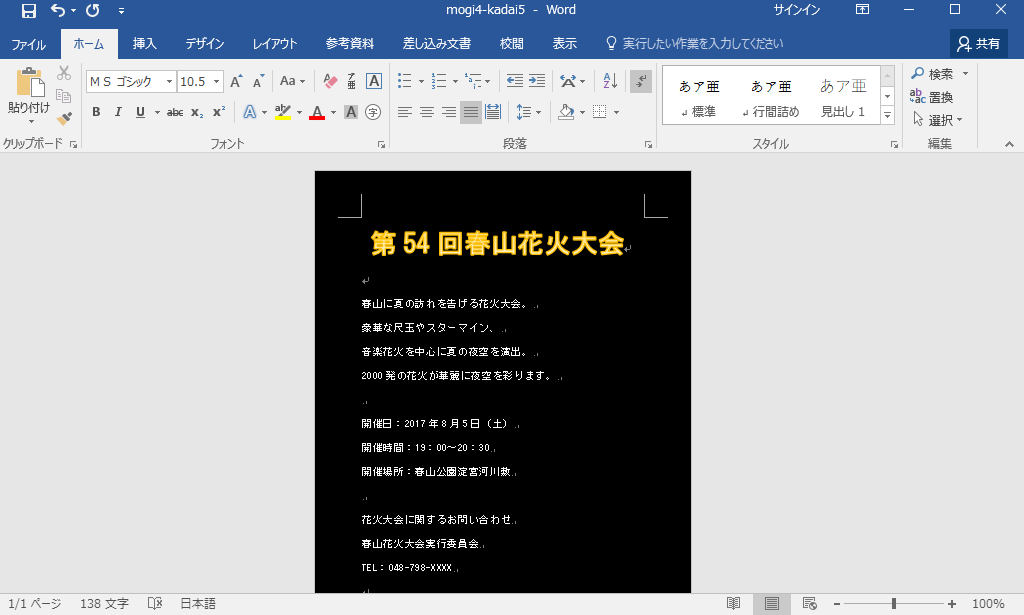 mogi4-kadai5 - Word
サインイン
ファイル ホーム 挿入 デザイン レイアウト 参考資料 差し込み文書 校閲 表示 実行したい作業を入力してください 共有
貼り付け
クリップボード
ＭＳ ゴシック 10.5
フォント
段落
あア亜 あア亜 あア亜
標準 行間詰め 見出し 1
スタイル
検索
置換
選択
編集
第 54 回春山花火大会
春山に夏の訪れを告げる花火大会。
豪華な尺玉やスターマイン、
音楽花火を中心に夏の夜空を演出。
2000 発の花火が華麗に夜空を彩ります。
開催日：2017 年 8 月 5 日（土）
開催時間：19：00～20：30
開催場所：春山公園淀宮河川敷
花火大会に関するお問い合わせ
春山花火大会実行委員会
TEL：048-798-XXXX
1/1 ページ 138 文字 日本語 100%